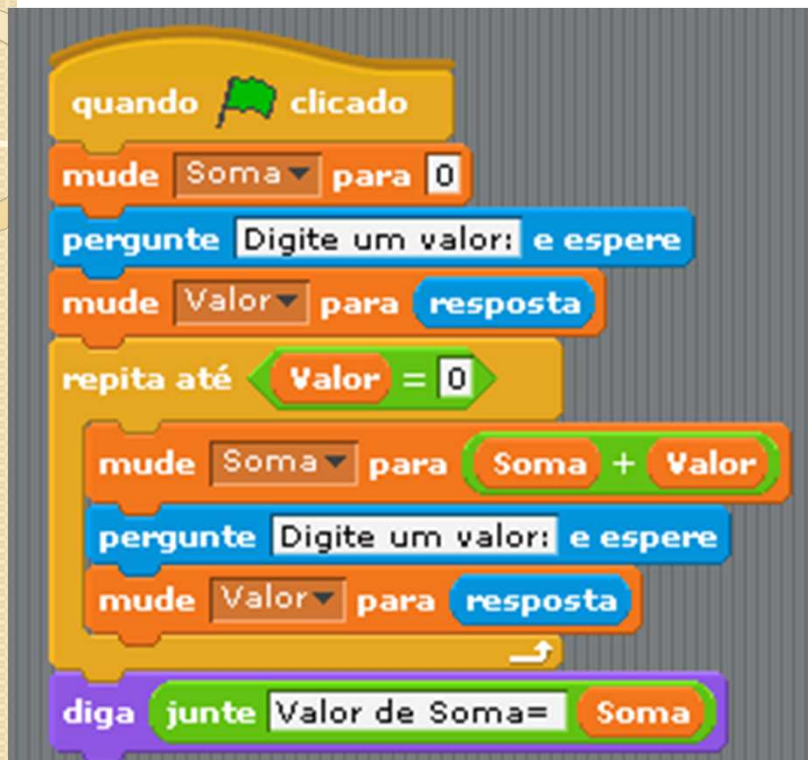 quando clicado
mude Soma para 0
pergunte Digite um valor: e espere
mude Valor para resposta
repita até Valor = 0
mude Soma para Soma + Valor
pergunte Digite um valor: e espere
mude Valor para resposta
diga junte Valor de Soma= Soma